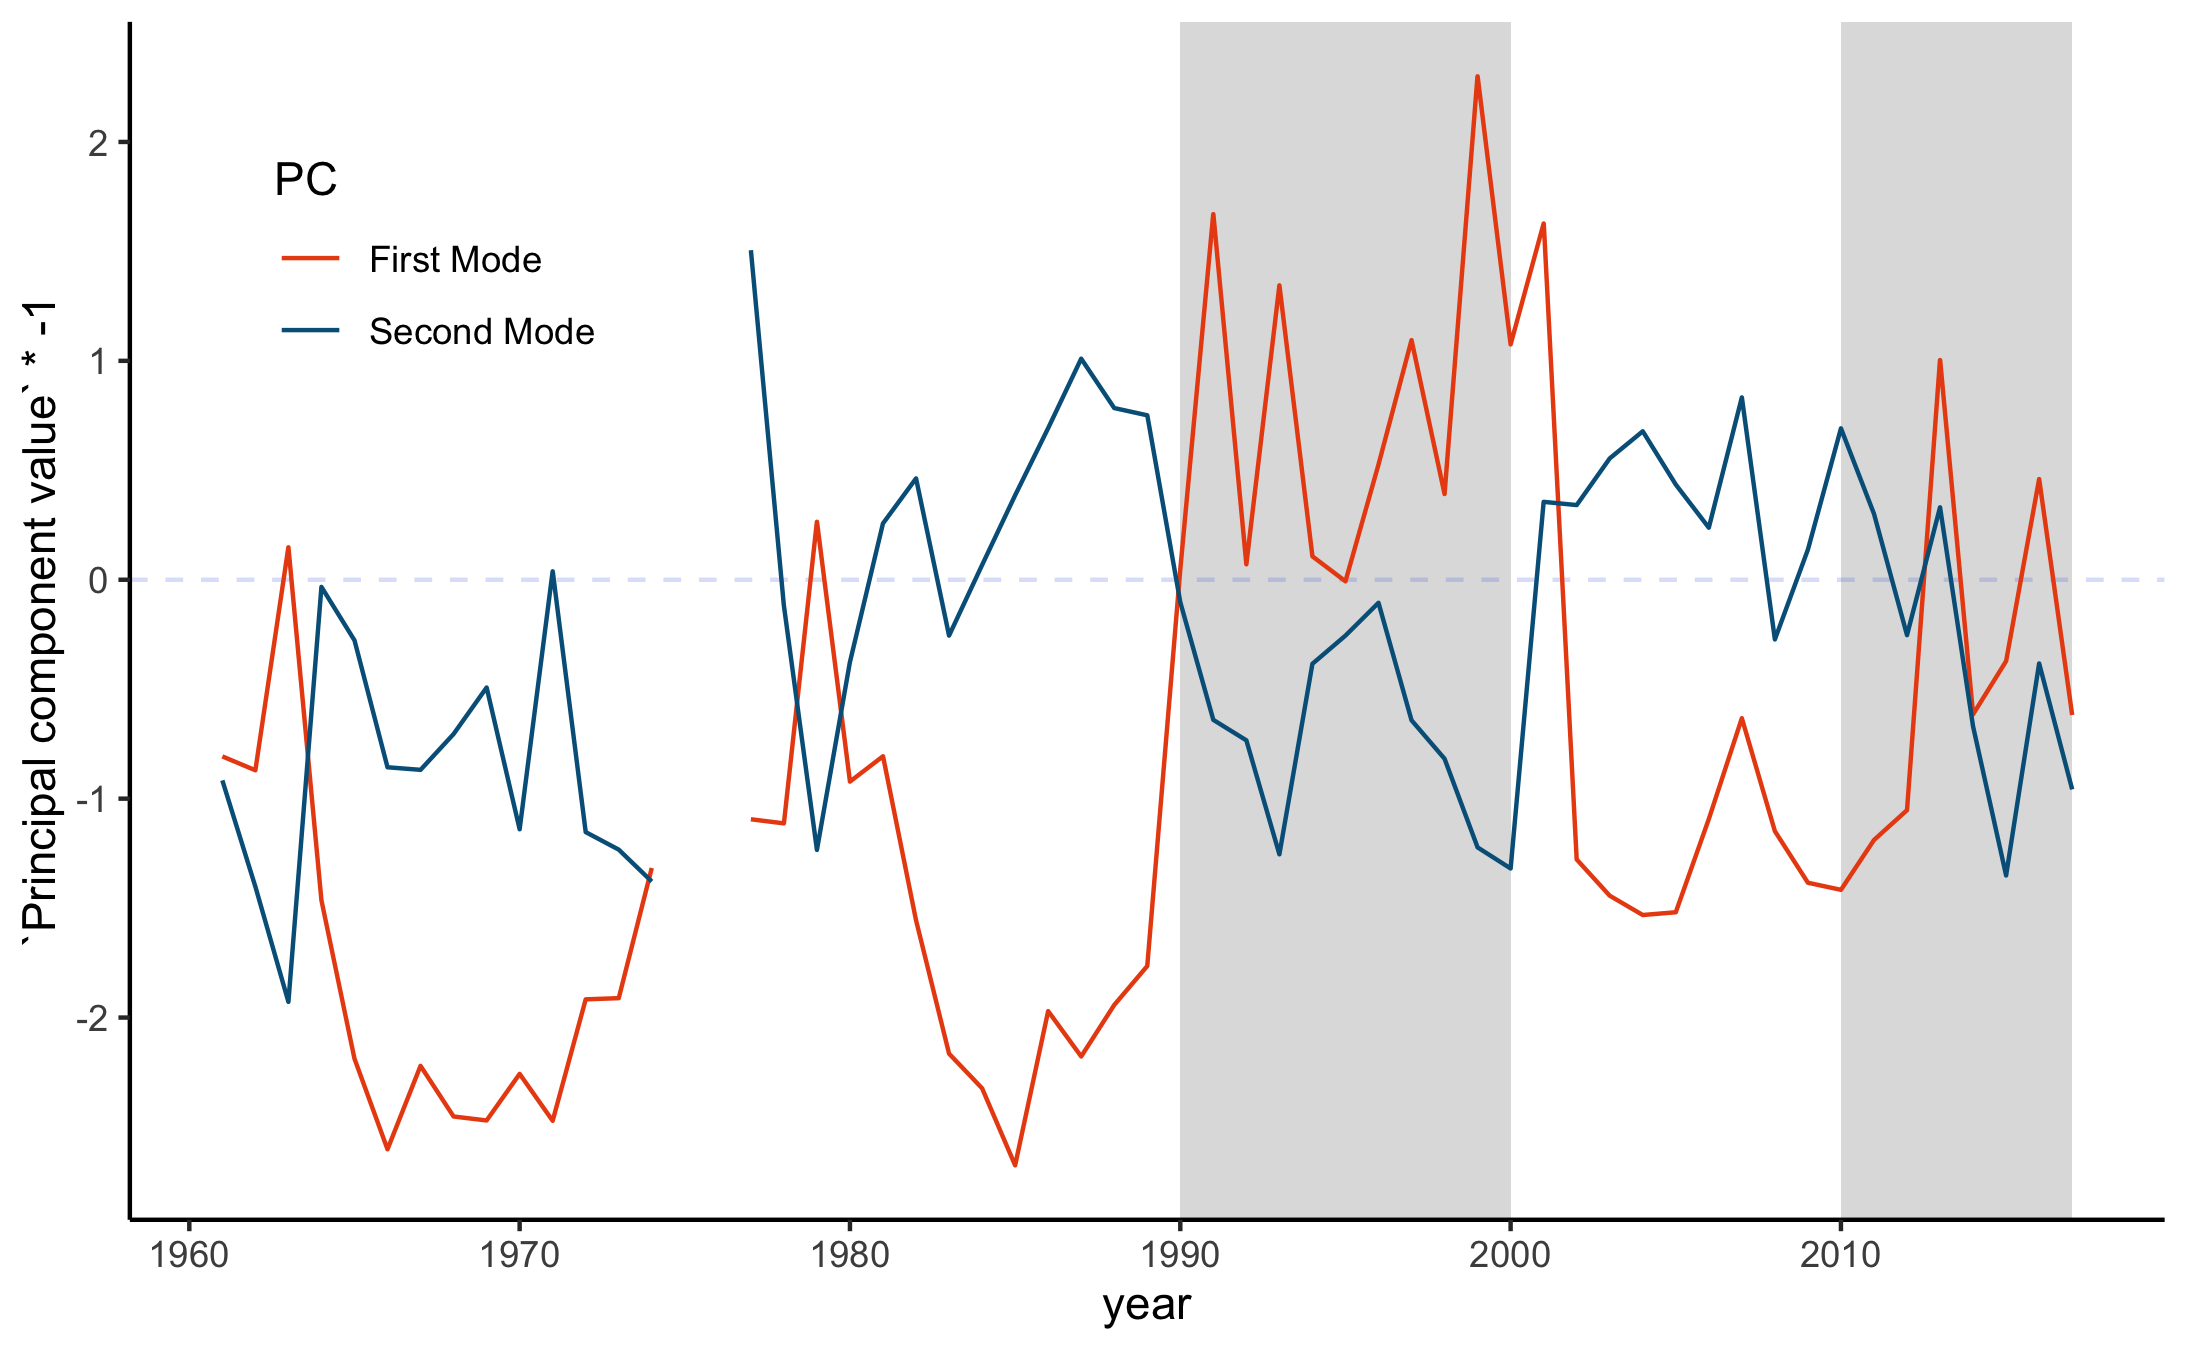 PC
First Mode
Second Mode
`Principal component value` * -1
2
1
0
-1
-2
1960
1970
1980
1990
2000
2010
year